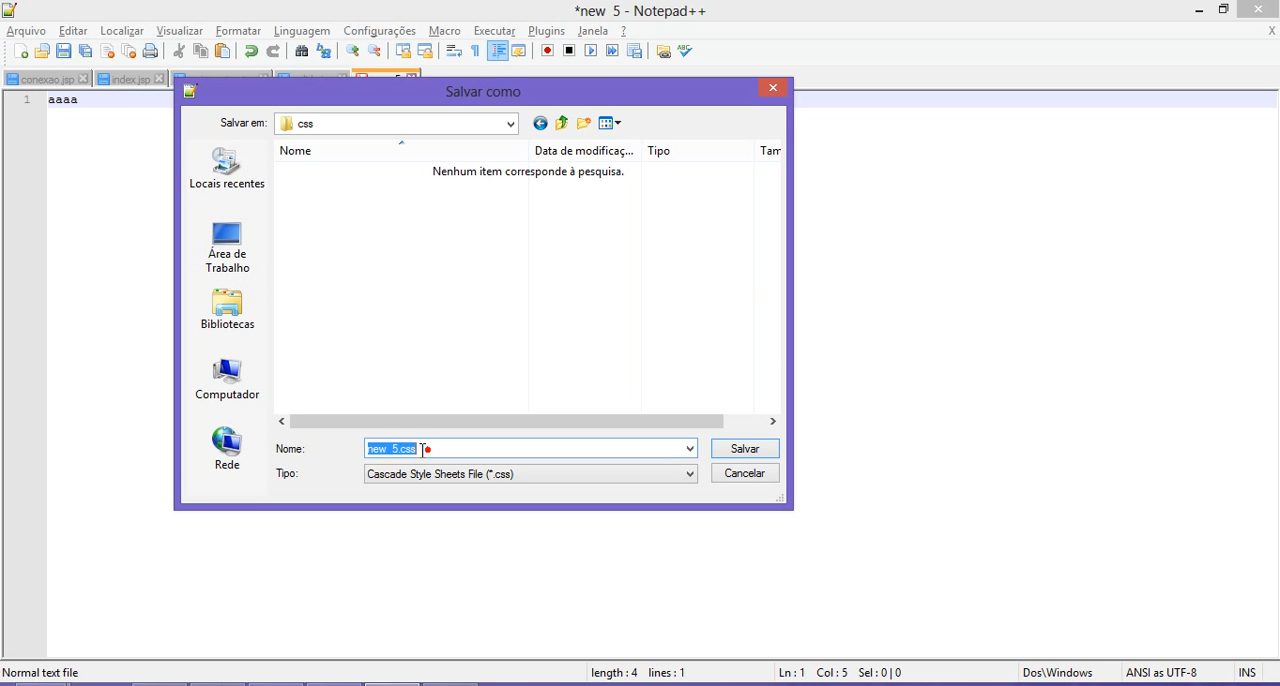 *new 5 - Notepad++
Arquivo Editar Localizar Visualizar Formatar Linguagem Configurações Macro Executar Plugins Janela ? X
conexao.jsp index.jsp
1 aaaa
Salvar como
Salvar em: css
Nome Data de modificaç... Tipo Tam
Nenhum item corresponde à pesquisa.
Locais recentes
Área de
Trabalho
Bibliotecas
Computador
Rede
Nome: new 5.css Salvar
Tipo: Cascade Style Sheets File (*.css) Cancelar
Normal text file length : 4 lines : 1 Ln : 1 Col : 5 Sel : 0 | 0 Dos\Windows ANSI as UTF-8 INS